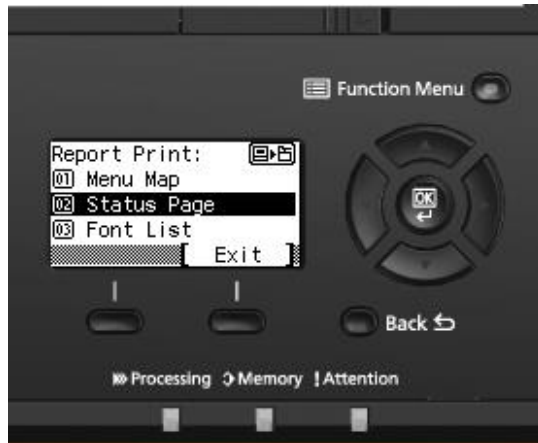 Function Menu
Report Print:
01 Menu Map
02 Status Page
03 Font List
[ Exit ]
OK
Back
Processing Memory ! Attention